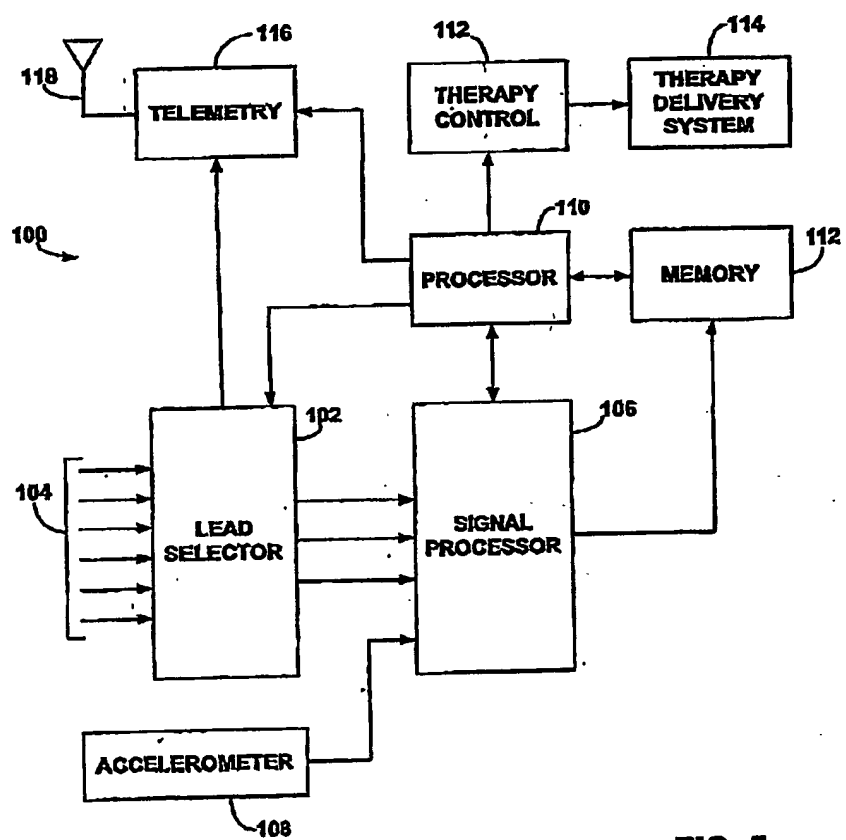 116
118
TELEMETRY
112
THERAPY
CONTROL
114
THERAPY
DELIVERY
SYSTEM
100
110
PROCESSOR
MEMORY
112
102
104
LEAD
SELECTOR
106
SIGNAL
PROCESSOR
ACCELEROMETER
108